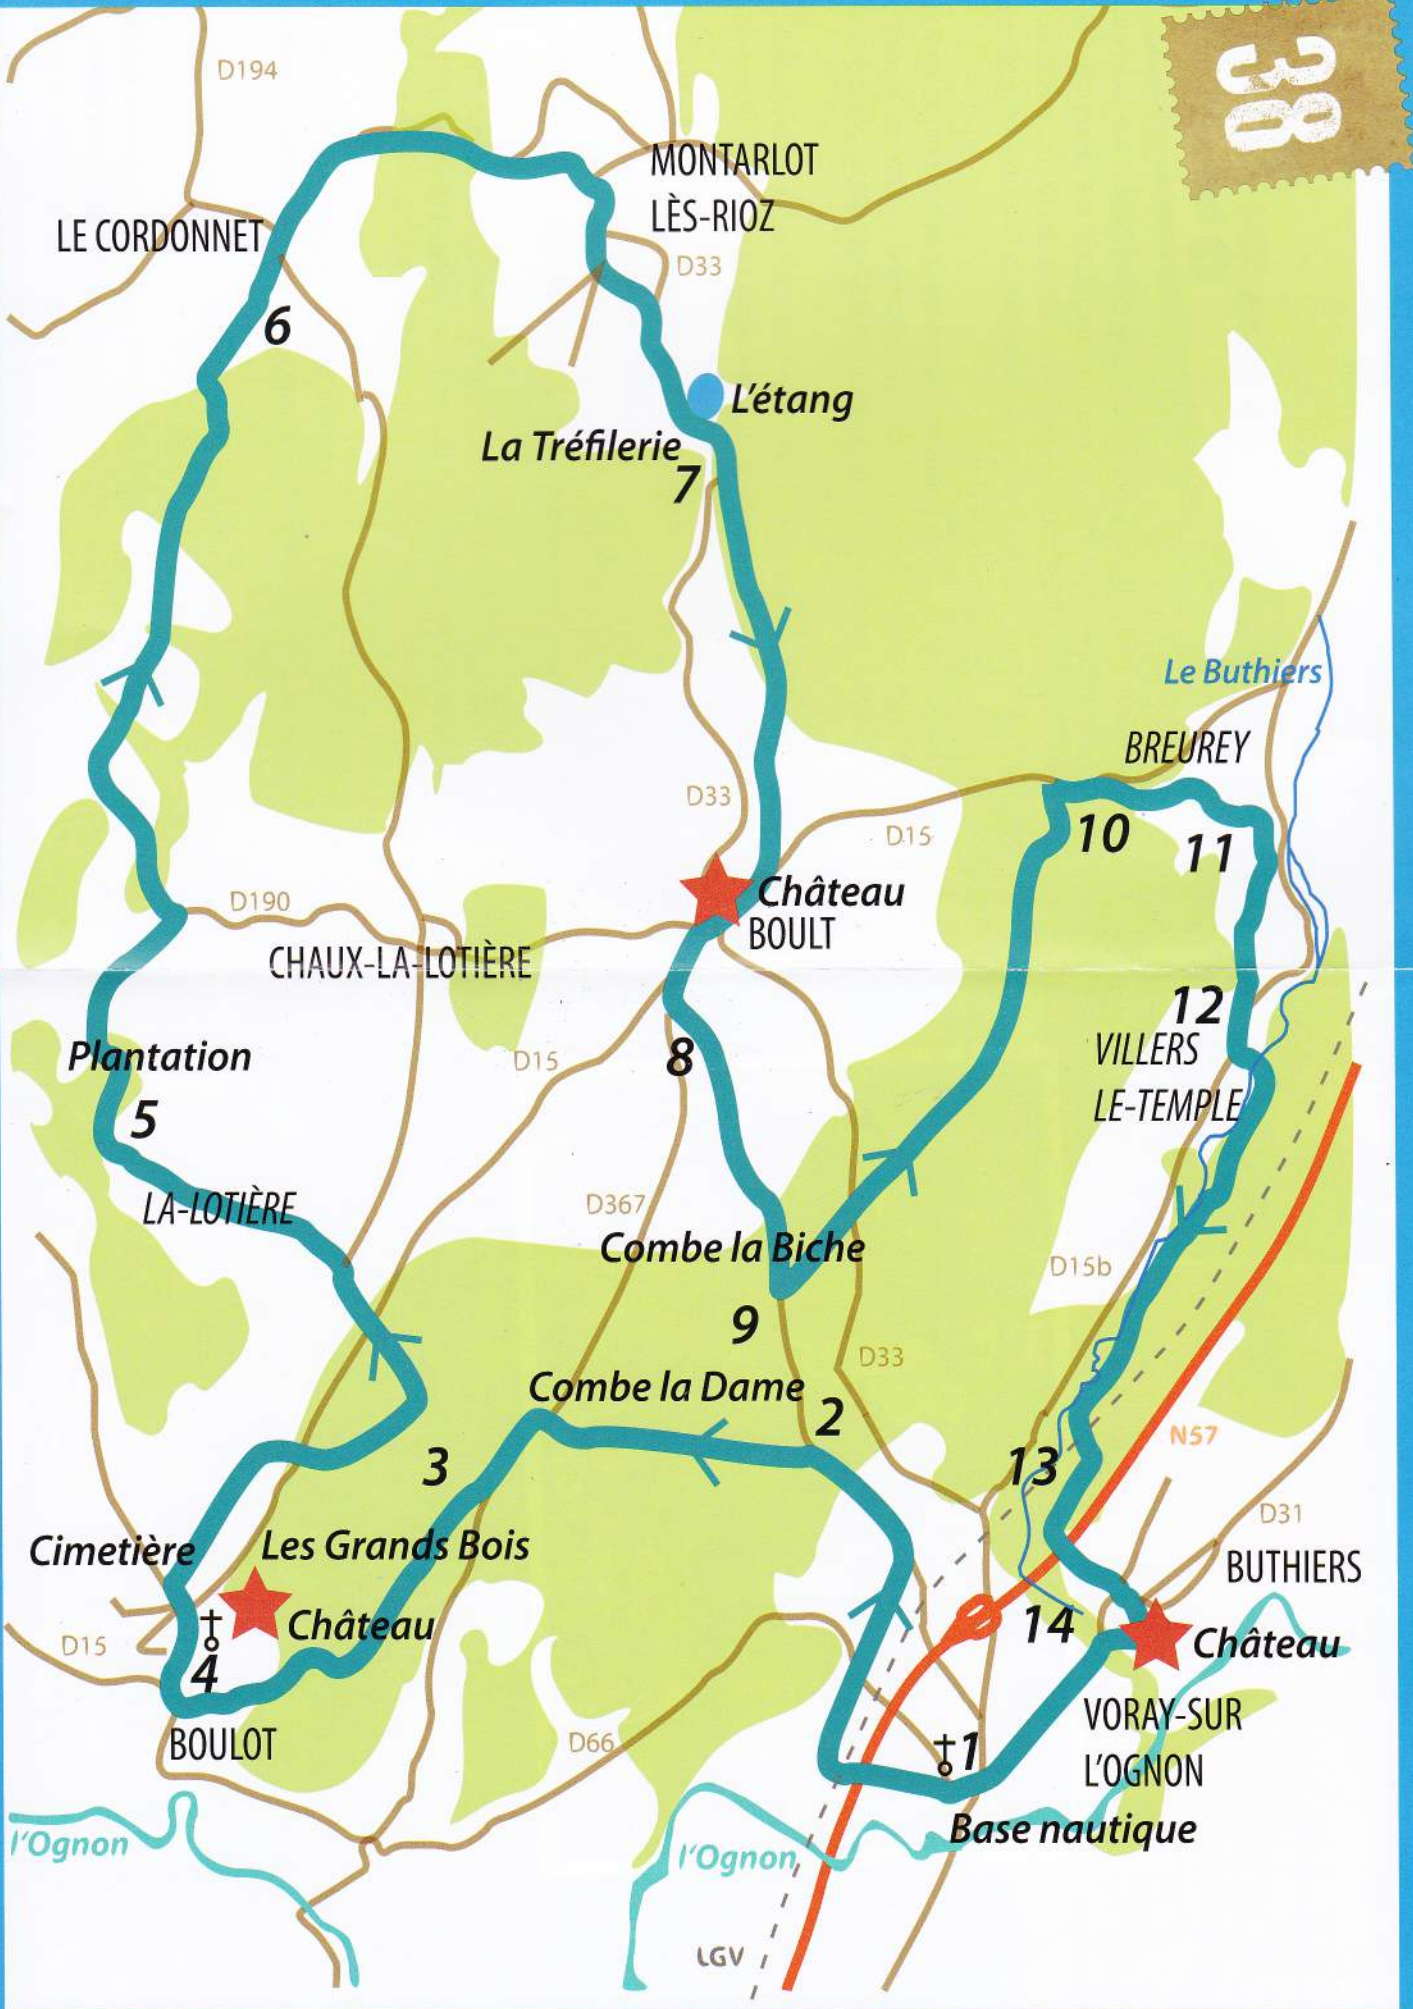 38
D194
MONTARLOT
LÈS-RIOZ
LE CORDONNET
D33
6
L'étang
La Tréfilerie
7
Le Buthiers
BREUREY
D33
D15
10
11
D190
Château
BOULT
CHAUX-LA-LOTIÈRE
12
Plantation
D15
8
VILLERS
LE-TEMPLE
5
LA-LOTIÈRE
D367
Combe la Biche
D15b
9
D33
Combe la Dame
2
N57
3
13
D31
Cimetière
Les Grands Bois
BUTHIERS
Château
14
D15
Château
4
VORAY-SUR
L'OGNON
BOULOT
D66
1
Base nautique
l'Ognon
l'Ognon
LGV